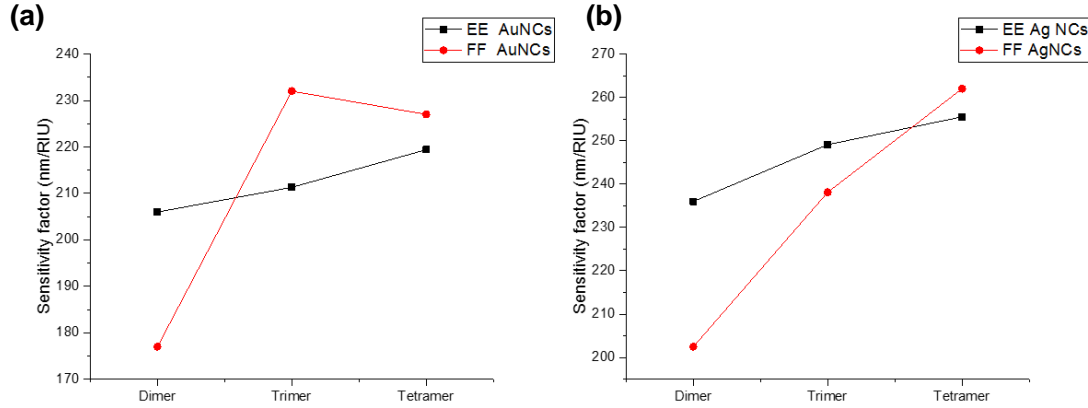 (a)
EE AuNCs
FF AuNCs
240
230
220
210
200
190
180
170
Sensitivity factor (nm/RIU)
Dimer Trimer Tetramer
(b)
EE Ag NCs
FF AgNCs
270
260
250
240
230
220
210
200
Sensitivity factor (nm/RIU)
Dimer Trimer Tetramer